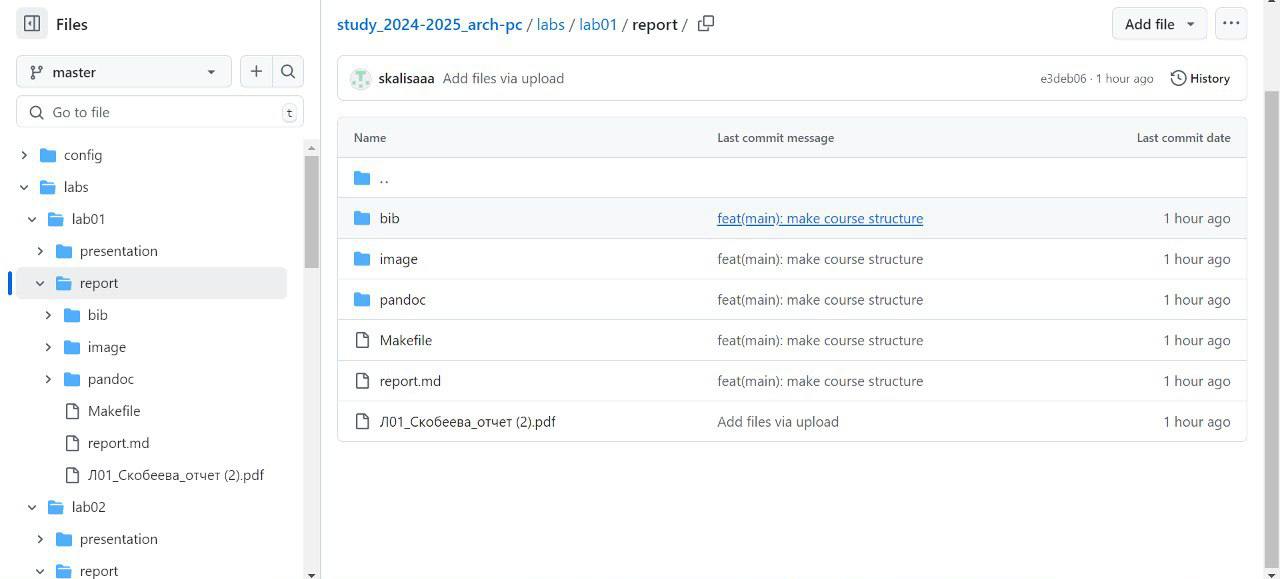 Files
master
Go to file
t
config
labs
lab01
presentation
report
bib
image
pandoc
Makefile
report.md
Л01_Скобеева_отчет (2).pdf
lab02
presentation
report
study_2024-2025_arch-pc / labs / lab01 / report /
Add file
skalisaaa Add files via upload
e3deb06 · 1 hour ago
History
Name Last commit message Last commit date
..
bib feat(main): make course structure 1 hour ago
image feat(main): make course structure 1 hour ago
pandoc feat(main): make course structure 1 hour ago
Makefile feat(main): make course structure 1 hour ago
report.md feat(main): make course structure 1 hour ago
Л01_Скобеева_отчет (2).pdf Add files via upload 1 hour ago